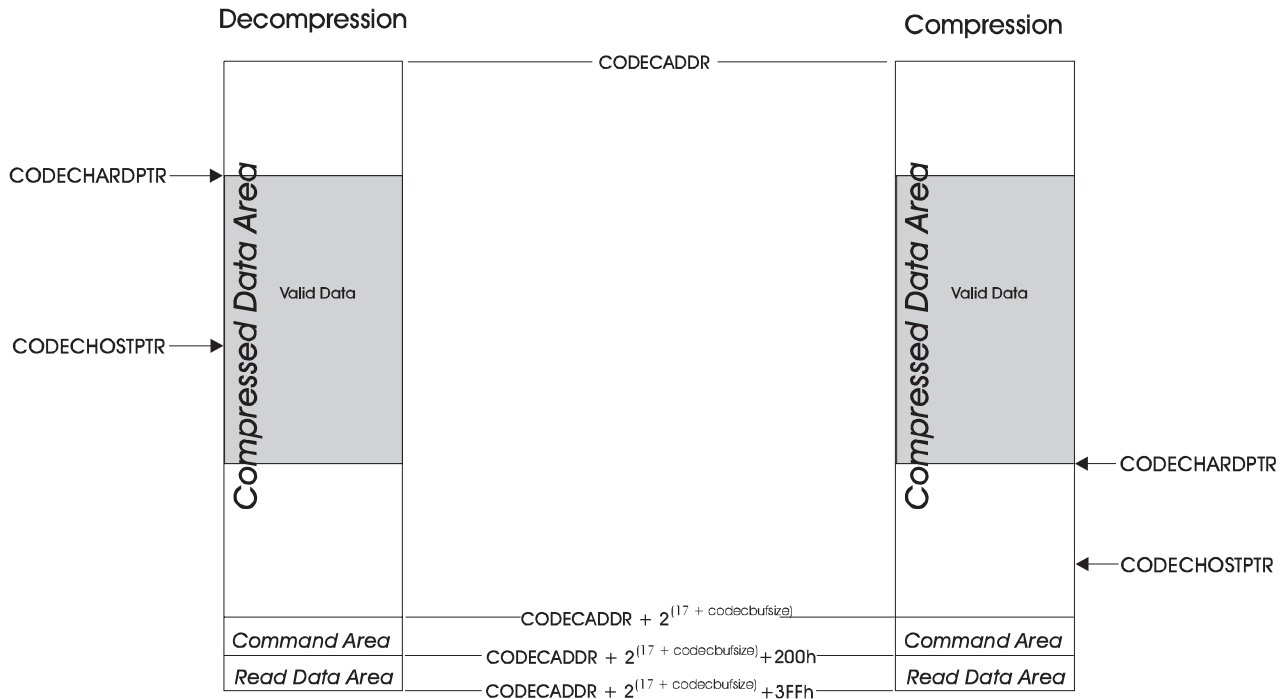 Decompression
Compression
CODECADDR
CODECHARDPTR
Compressed Data Area
Valid Data
Compressed Data Area
Valid Data
CODECHOSTPTR
CODECHARDPTR
CODECHOSTPTR
CODECADDR + 2^(17 + codecbufsize)
Command Area
Command Area
CODECADDR + 2^(17 + codecbufsize)+200h
Read Data Area
Read Data Area
CODECADDR + 2^(17 + codecbufsize)+3FFh